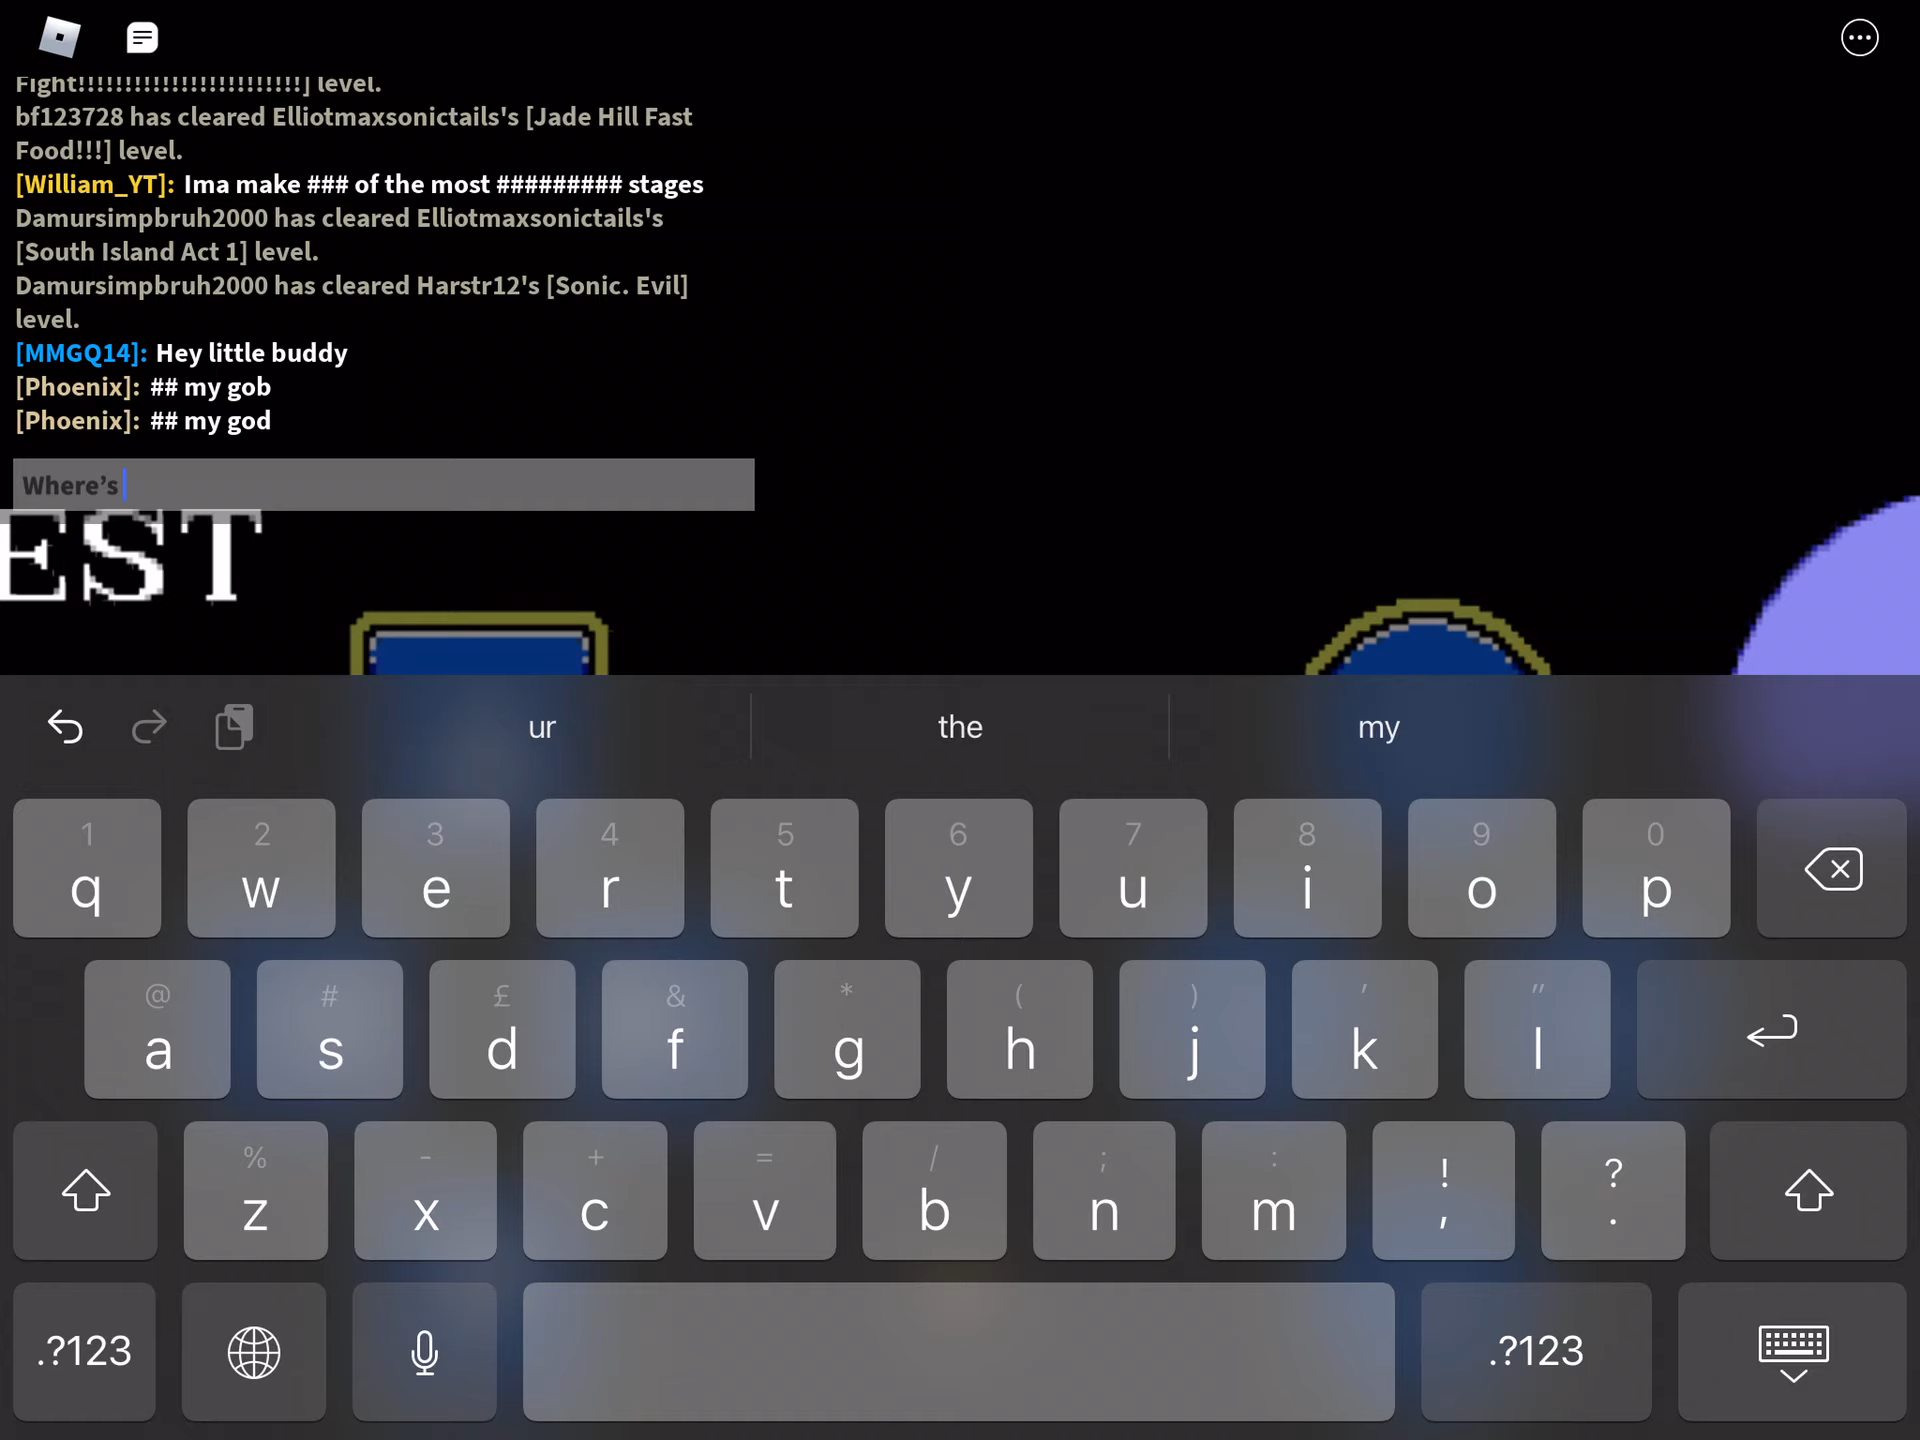 Fight!!!!!!!!!!!!!!!!!!!!!!!!] level.
bf123728 has cleared Elliotmaxsonictails's [Jade Hill Fast
Food!!!] level.
[William_YT]: Ima make ### of the most ######### stages
Damursimpbruh2000 has cleared Elliotmaxsonictails's
[South Island Act 1] level.
Damursimpbruh2000 has cleared Harstr12's [Sonic. Evil]
level.
[MMGQ14]: Hey little buddy
[Phoenix]: ## my gob
[Phoenix]: ## my god
Where’s
EST
ur the my
1 2 3 4 5 6 7 8 9 0
q w e r t y u i o p
@ # £ & * ( ) ’ ”
a s d f g h j k l
% - + = / ; : ! ?
z x c v b n m , .
.?123 .?123